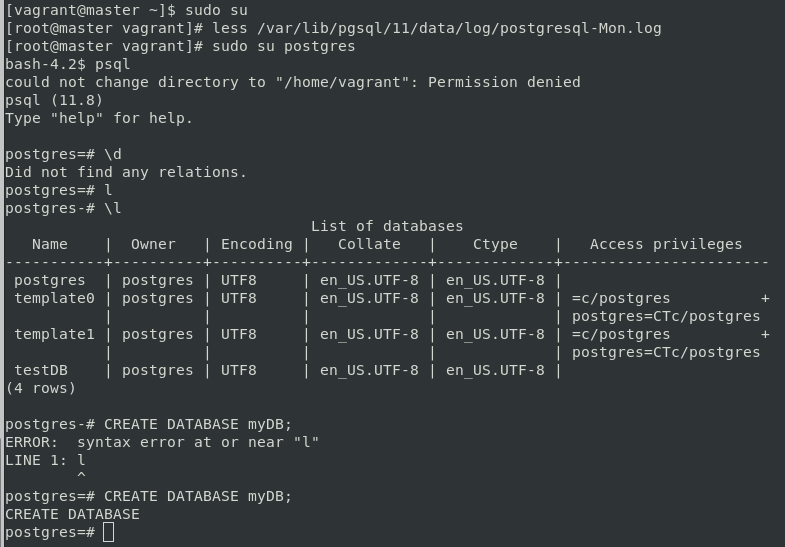 [vagrant@master ~]$ sudo su
[root@master vagrant]# less /var/lib/pgsql/11/data/log/postgresql-Mon.log
[root@master vagrant]# sudo su postgres
bash-4.2$ psql
could not change directory to "/home/vagrant": Permission denied
psql (11.8)
Type "help" for help.

postgres=# \d
Did not find any relations.
postgres=# l
postgres-# \l
                                  List of databases
   Name    |  Owner   | Encoding |   Collate   |    Ctype    |   Access privileges
-----------+----------+----------+-------------+-------------+-----------------------
 postgres  | postgres | UTF8     | en_US.UTF-8 | en_US.UTF-8 |
 template0 | postgres | UTF8     | en_US.UTF-8 | en_US.UTF-8 | =c/postgres          +
           |          |          |             |             | postgres=CTc/postgres
 template1 | postgres | UTF8     | en_US.UTF-8 | en_US.UTF-8 | =c/postgres          +
           |          |          |             |             | postgres=CTc/postgres
 testDB    | postgres | UTF8     | en_US.UTF-8 | en_US.UTF-8 |
(4 rows)

postgres-# CREATE DATABASE myDB;
ERROR:  syntax error at or near "l"
LINE 1: l
        ^
postgres=# CREATE DATABASE myDB;
CREATE DATABASE
postgres=#